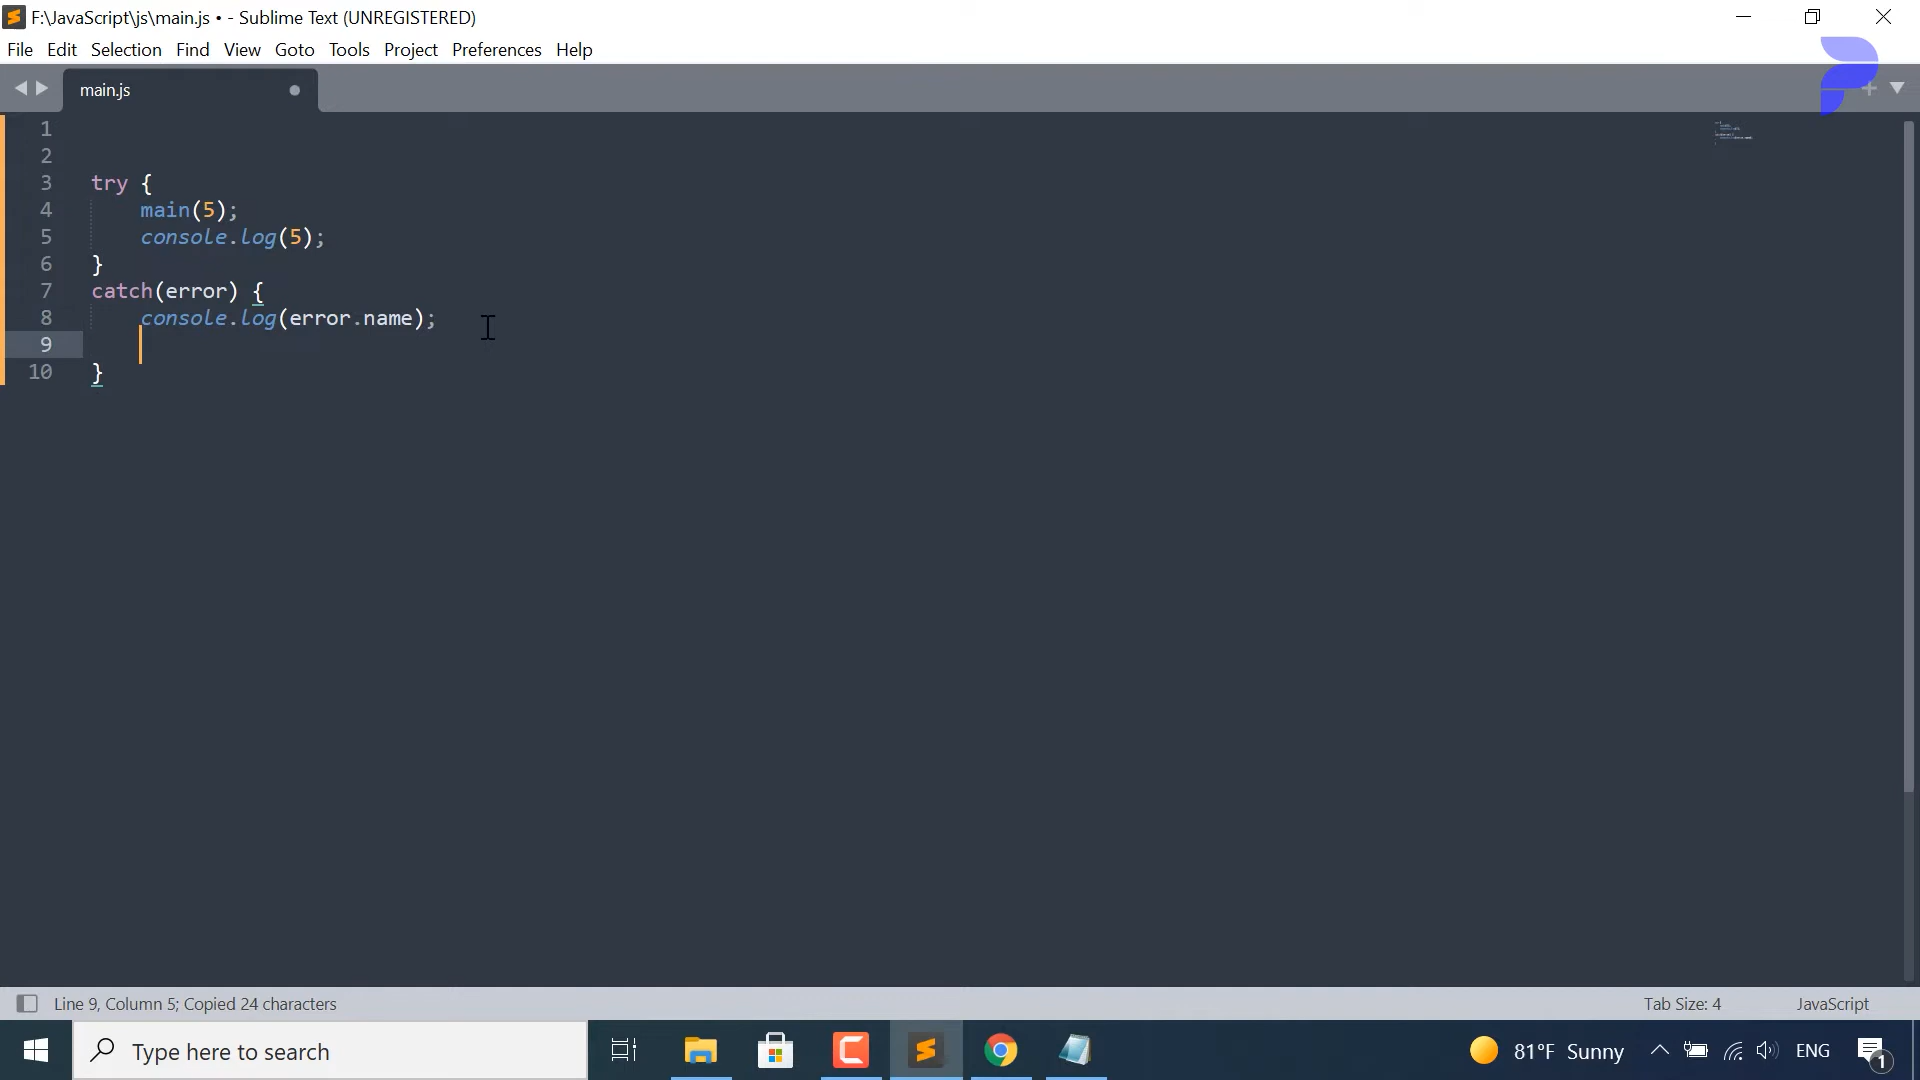 F:\JavaScript\js\main.js • - Sublime Text (UNREGISTERED)
File Edit Selection Find View Goto Tools Project Preferences Help
main.js
1
2
3 try {
4     main(5);
5     console.log(5);
6 }
7 catch(error) {
8     console.log(error.name);
9
10 }
Line 9, Column 5; Copied 24 characters
Tab Size: 4
JavaScript
Type here to search
81°F Sunny
ENG
1